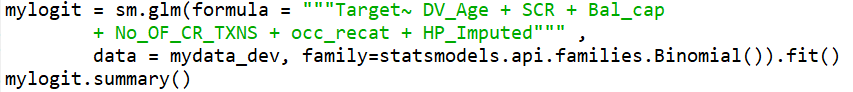 mylogit = sm.glm(formula = """Target~ DV_Age + SCR + Bal_cap
+ No_OF_CR_TXNS + occ_recat + HP_Imputed""" ,
data = mydata_dev, family=statsmodels.api.families.Binomial()).fit()
mylogit.summary()